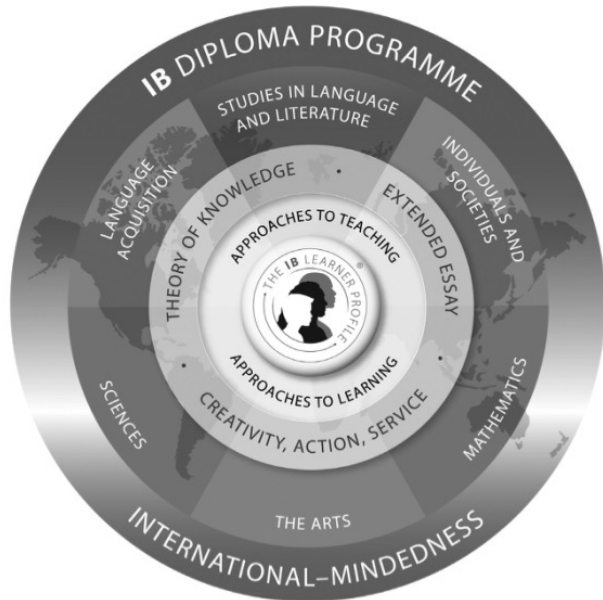 IB DIPLOMA PROGRAMME
STUDIES IN LANGUAGE
AND LITERATURE
LANGUAGE
ACQUISITION
INDIVIDUALS AND
SOCIETIES
THEORY OF KNOWLEDGE
EXTENDED ESSAY
APPROACHES TO TEACHING
THE IB LEARNER PROFILE ®
APPROACHES TO LEARNING
CREATIVITY, ACTION, SERVICE
SCIENCES
MATHEMATICS
THE ARTS
INTERNATIONAL–MINDEDNESS